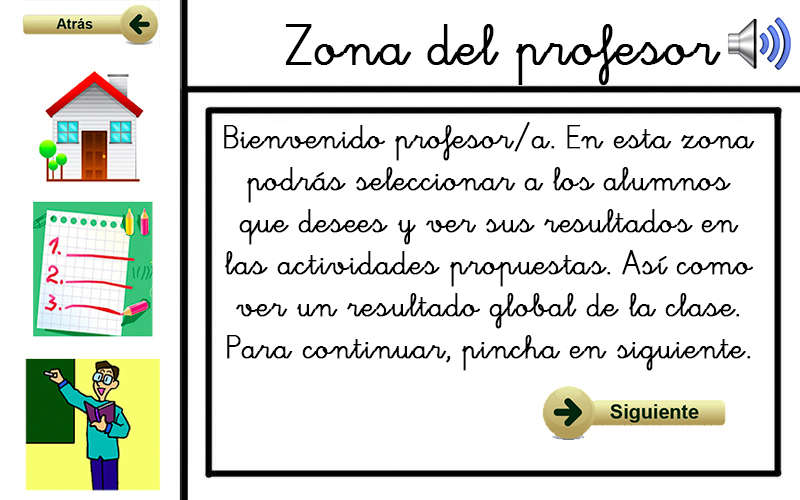 Atrás
Zona del profesor
Bienvenido profesor/a. En esta zona
podrás seleccionar a los alumnos
que desees y ver sus resultados en
las actividades propuestas. Así como
ver un resultado global de la clase.
Para continuar, pincha en siguiente.
Siguiente
1.
2.
3.